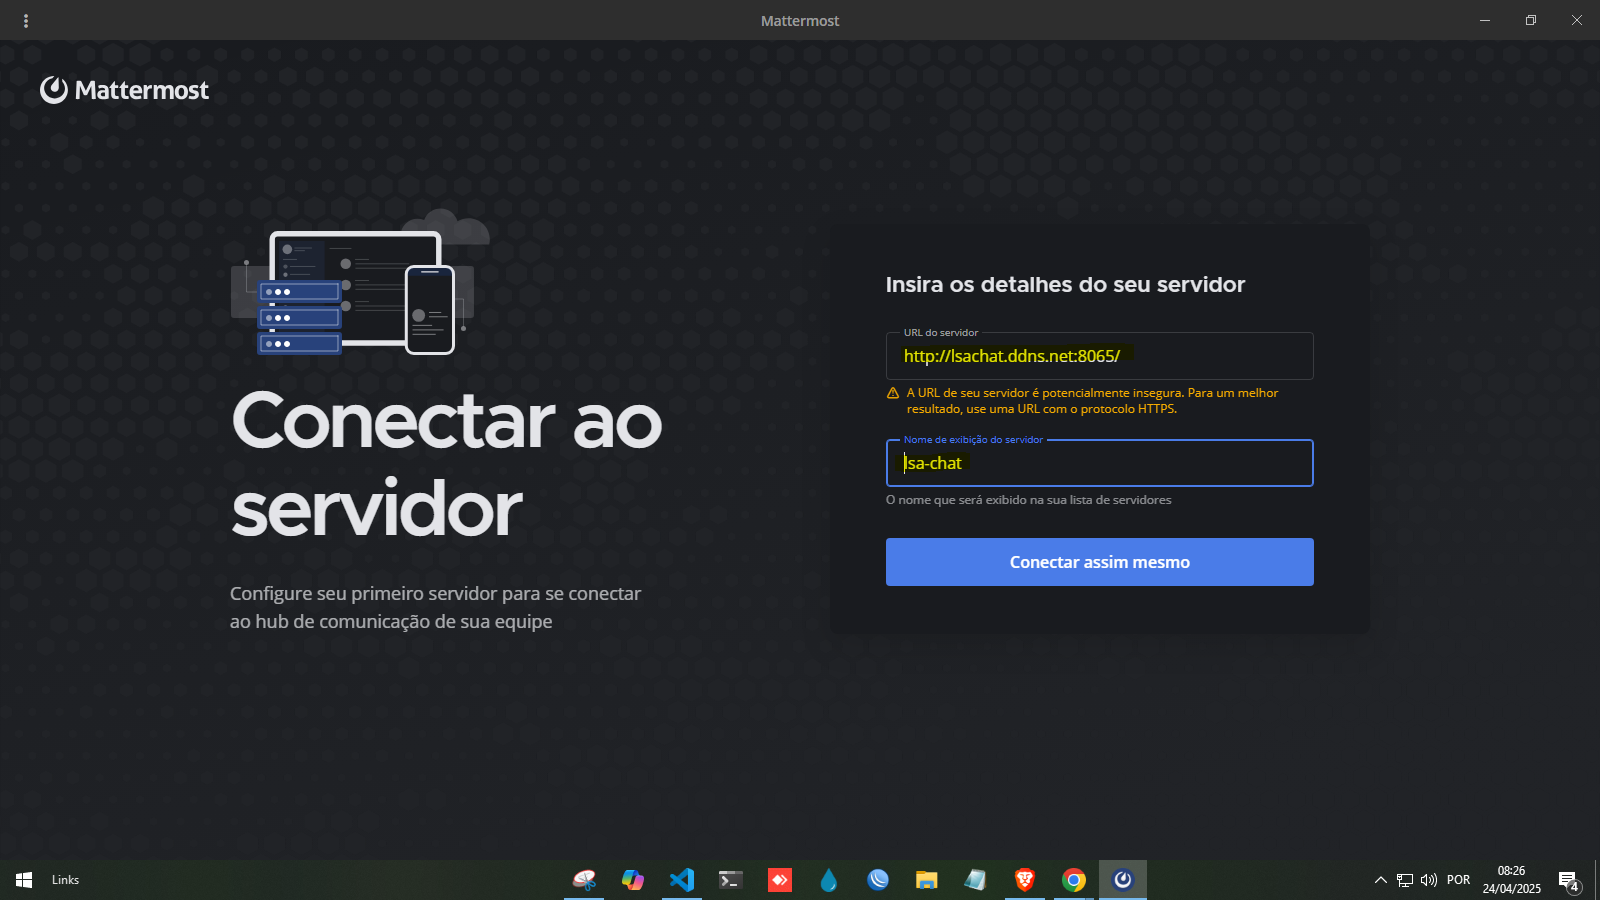 Mattermost
Mattermost
Conectar ao
servidor
Configure seu primeiro servidor para se conectar
ao hub de comunicação de sua equipe
Insira os detalhes do seu servidor
URL do servidor
http://lsachat.ddns.net:8065/
A URL de seu servidor é potencialmente insegura. Para um melhor
resultado, use uma URL com o protocolo HTTPS.
Nome de exibição do servidor
lsa-chat
O nome que será exibido na sua lista de servidores
Conectar assim mesmo
Links
POR
08:26
24/04/2025
4